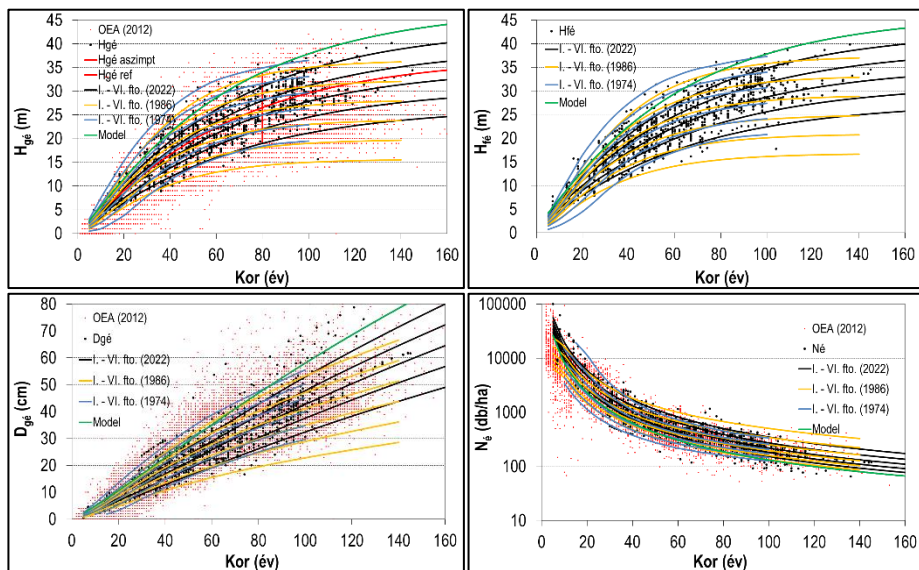 H_gé (m)
45
40
35
30
25
20
15
10
5
0
OEA (2012)
Hgé
Hgé aszimpt
Hgé ref
I. - VI. fto. (2022)
I. - VI. fto. (1986)
I. - VI. fto. (1974)
Model
0 20 40 60 80 100 120 140 160
Kor (év)
H_fé (m)
45
40
35
30
25
20
15
10
5
0
Hfé
I. - VI. fto. (2022)
I. - VI. fto. (1986)
I. - VI. fto. (1974)
Model
0 20 40 60 80 100 120 140 160
Kor (év)
D_gé (cm)
80
70
60
50
40
30
20
10
0
OEA (2012)
Dgé
I. - VI. fto. (2022)
I. - VI. fto. (1986)
I. - VI. fto. (1974)
Model
0 20 40 60 80 100 120 140 160
Kor (év)
N_é (db/ha)
100000
10000
1000
100
10
OEA (2012)
Né
I. - VI. fto. (2022)
I. - VI. fto. (1986)
I. - VI. fto. (1974)
Model
0 20 40 60 80 100 120 140 160
Kor (év)